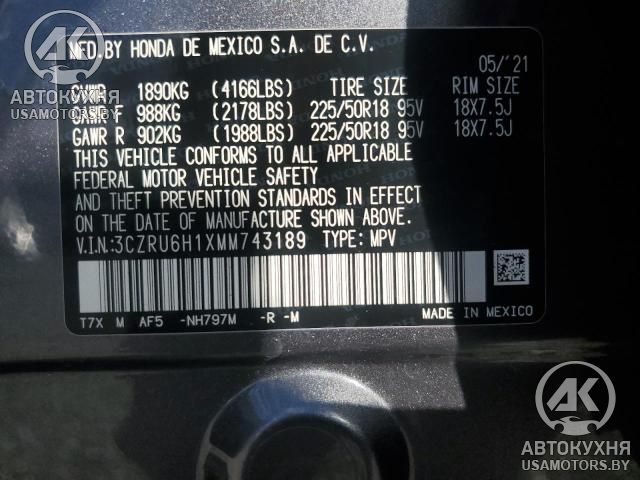 MFD. BY HONDA DE MEXICO S.A. DE C.V. 05/'21
GVWR 1890KG (4166LBS) TIRE SIZE RIM SIZE
GAWR F 988KG (2178LBS) 225/50R18 95V 18X7.5J
GAWR R 902KG (1988LBS) 225/50R18 95V 18X7.5J
THIS VEHICLE CONFORMS TO ALL APPLICABLE
FEDERAL MOTOR VEHICLE SAFETY
AND THEFT PREVENTION STANDARDS IN EFFECT
ON THE DATE OF MANUFACTURE SHOWN ABOVE.
V.I.N.:3CZRU6H1XMM743189 TYPE: MPV
T7X M AF5 -NH797M -R -M MADE IN MEXICO
АК
АВТОКУХНЯ
USAMOTORS.BY
АК
АВТОКУХНЯ
USAMOTORS.BY